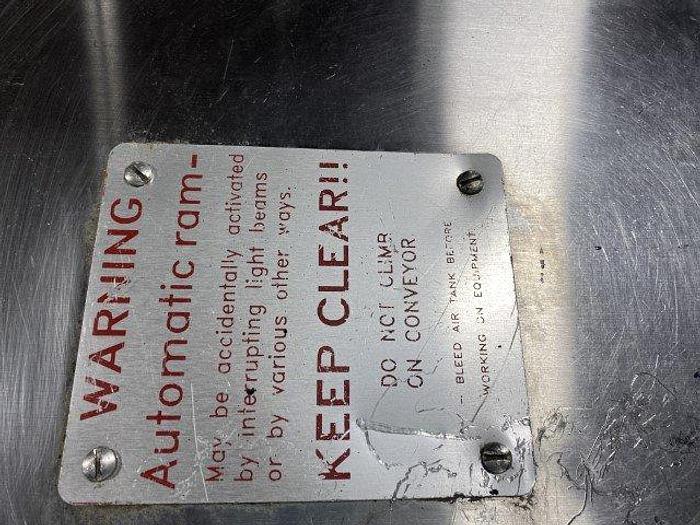 WARNING
Automatic ram-
May be accidentally activated
by interrupting light beams
or by various other ways.
KEEP CLEAR!!
DO NOT CLIMB
ON CONVEYOR
- BLEED AIR TANK BEFORE
WORKING ON EQUIPMENT